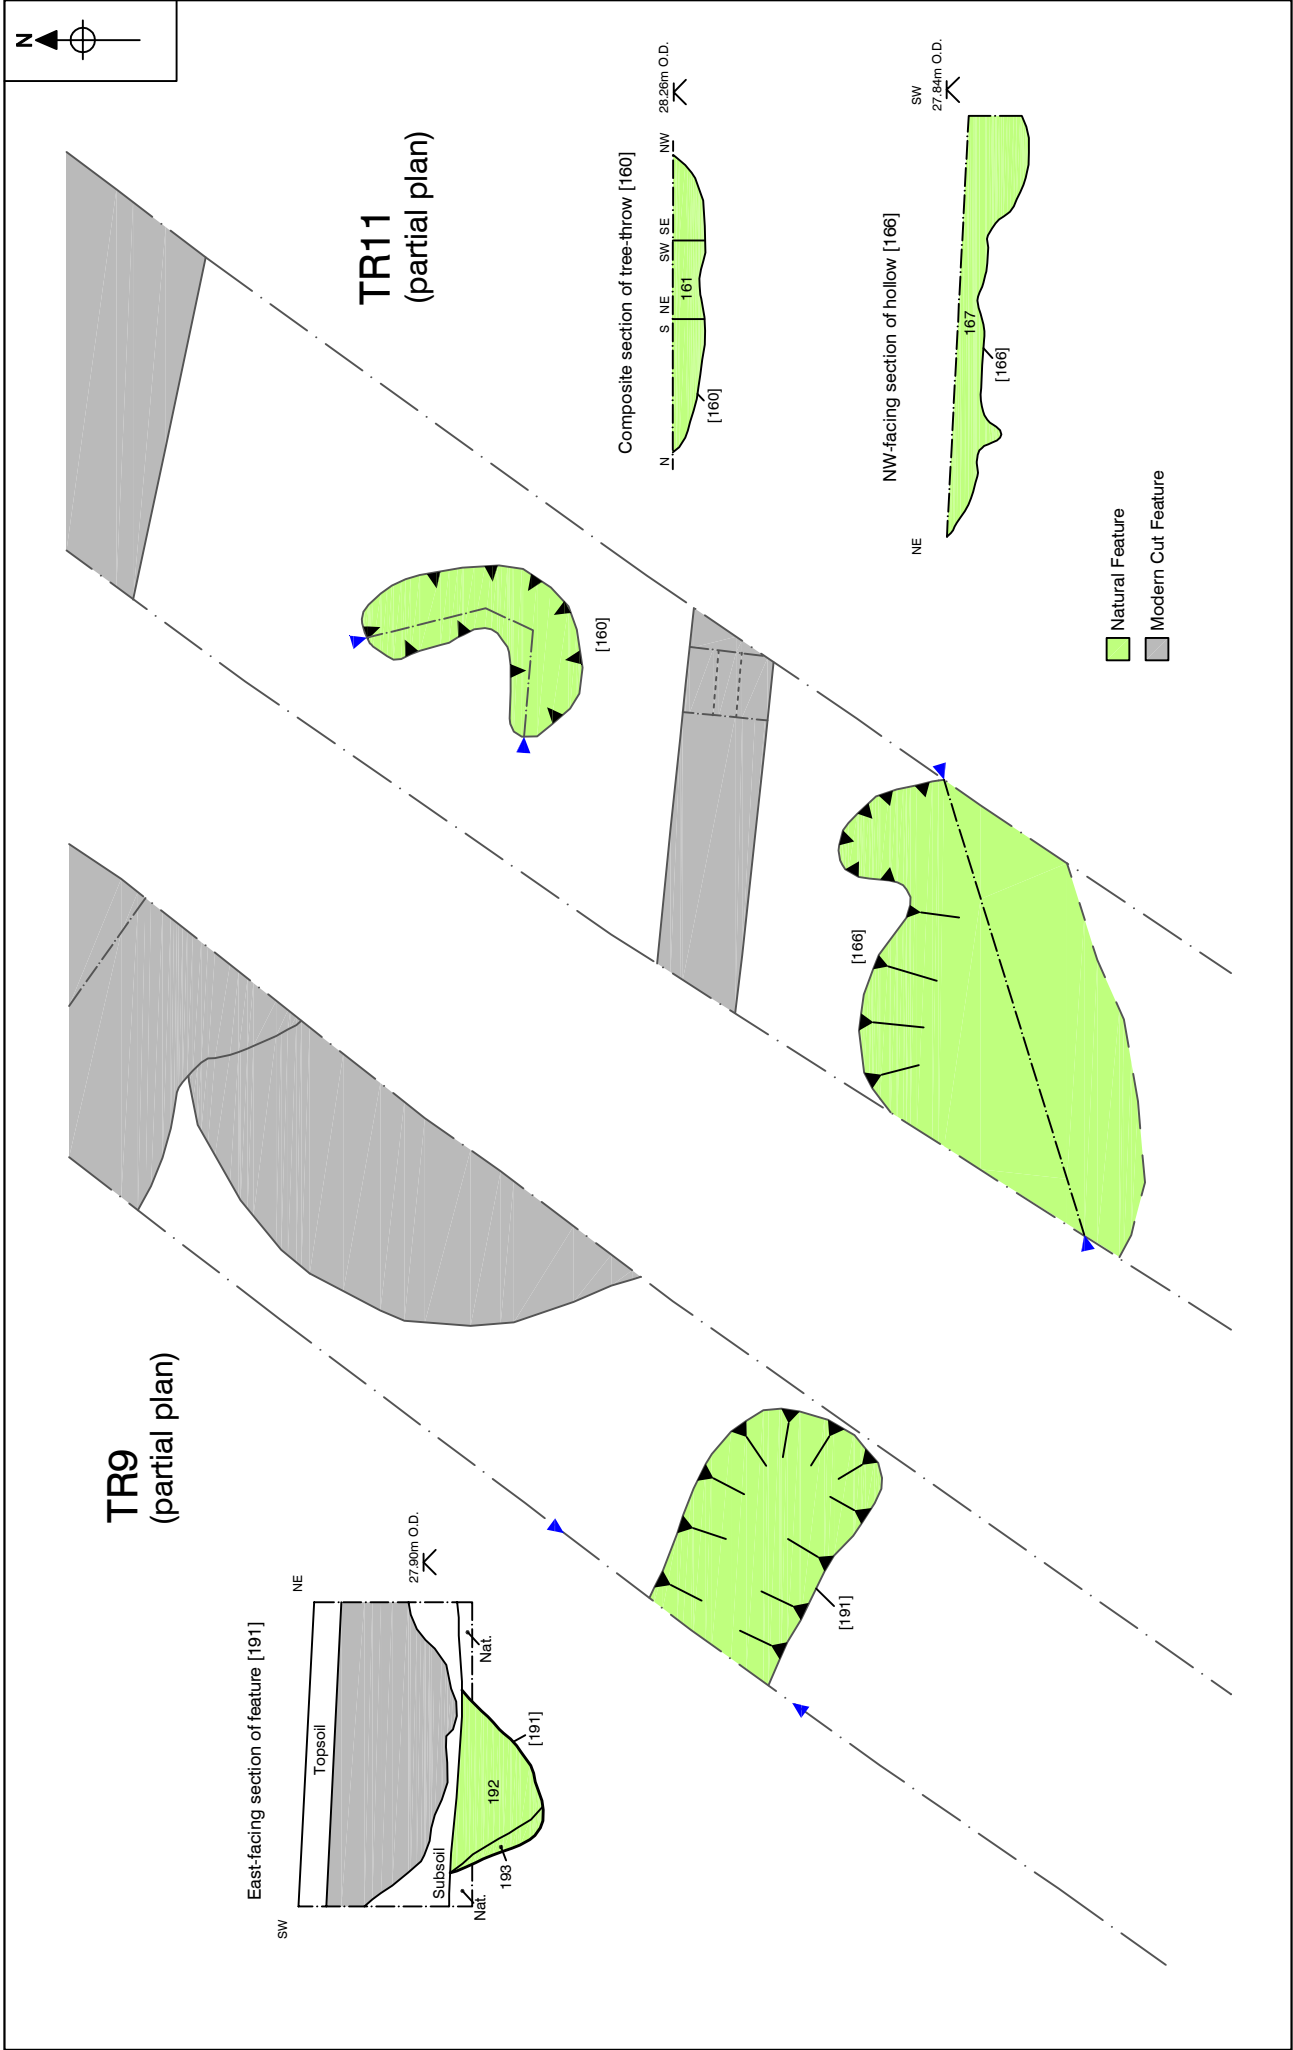 N
TR11
(partial plan)
Composite section of tree-throw [160]
28.26m O.D.
N
S
NE
SW
SE
NW
161
[160]
NW-facing section of hollow [166]
SW
27.84m O.D.
NE
167
[166]
[160]
[166]
Natural Feature
Modern Cut Feature
TR9
(partial plan)
East-facing section of feature [191]
SW
NE
27.90m O.D.
Topsoil
Subsoil
Nat.
Nat.
192
193
[191]
[191]